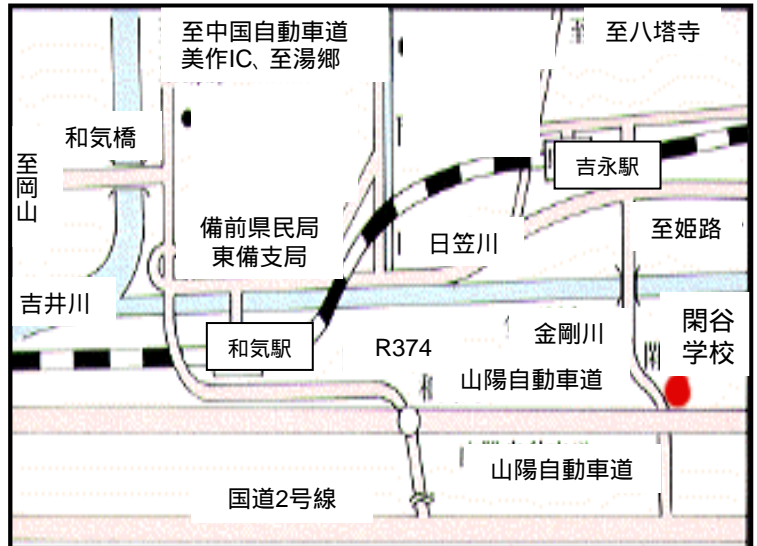 至中国自動車道
美作IC、至湯郷
至八塔寺
和気橋
至岡山
吉永駅
備前県民局
東備支局
日笠川
至姫路
吉井川
和気駅
R374
金剛川
閑谷
学校
山陽自動車道
山陽自動車道
国道2号線